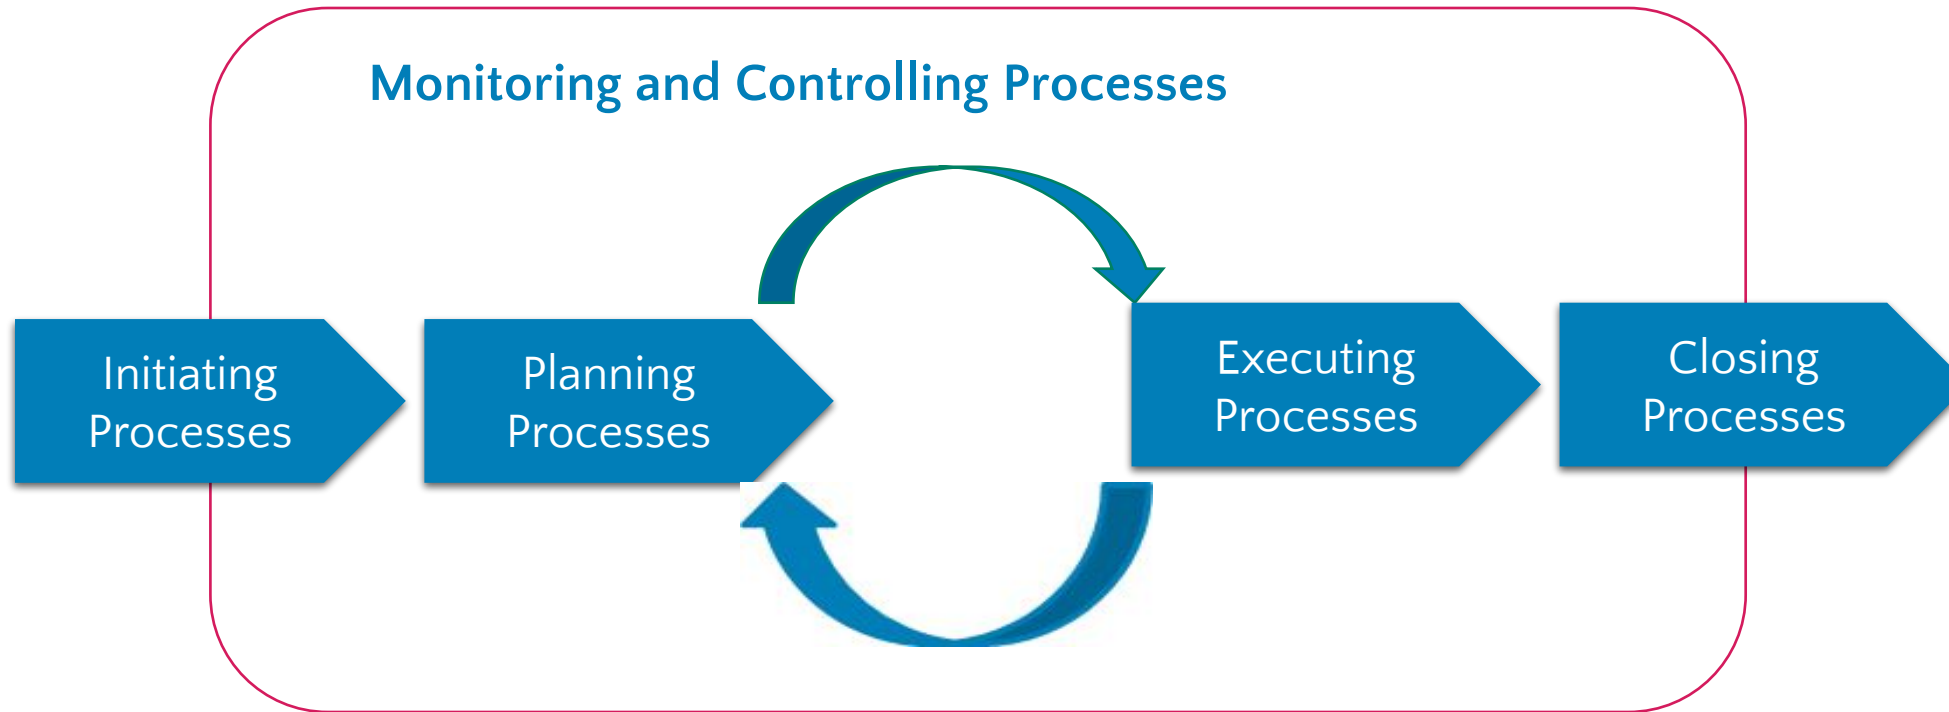 Monitoring and Controlling Processes
Initiating
Processes
Planning
Processes
Executing
Processes
Closing
Processes